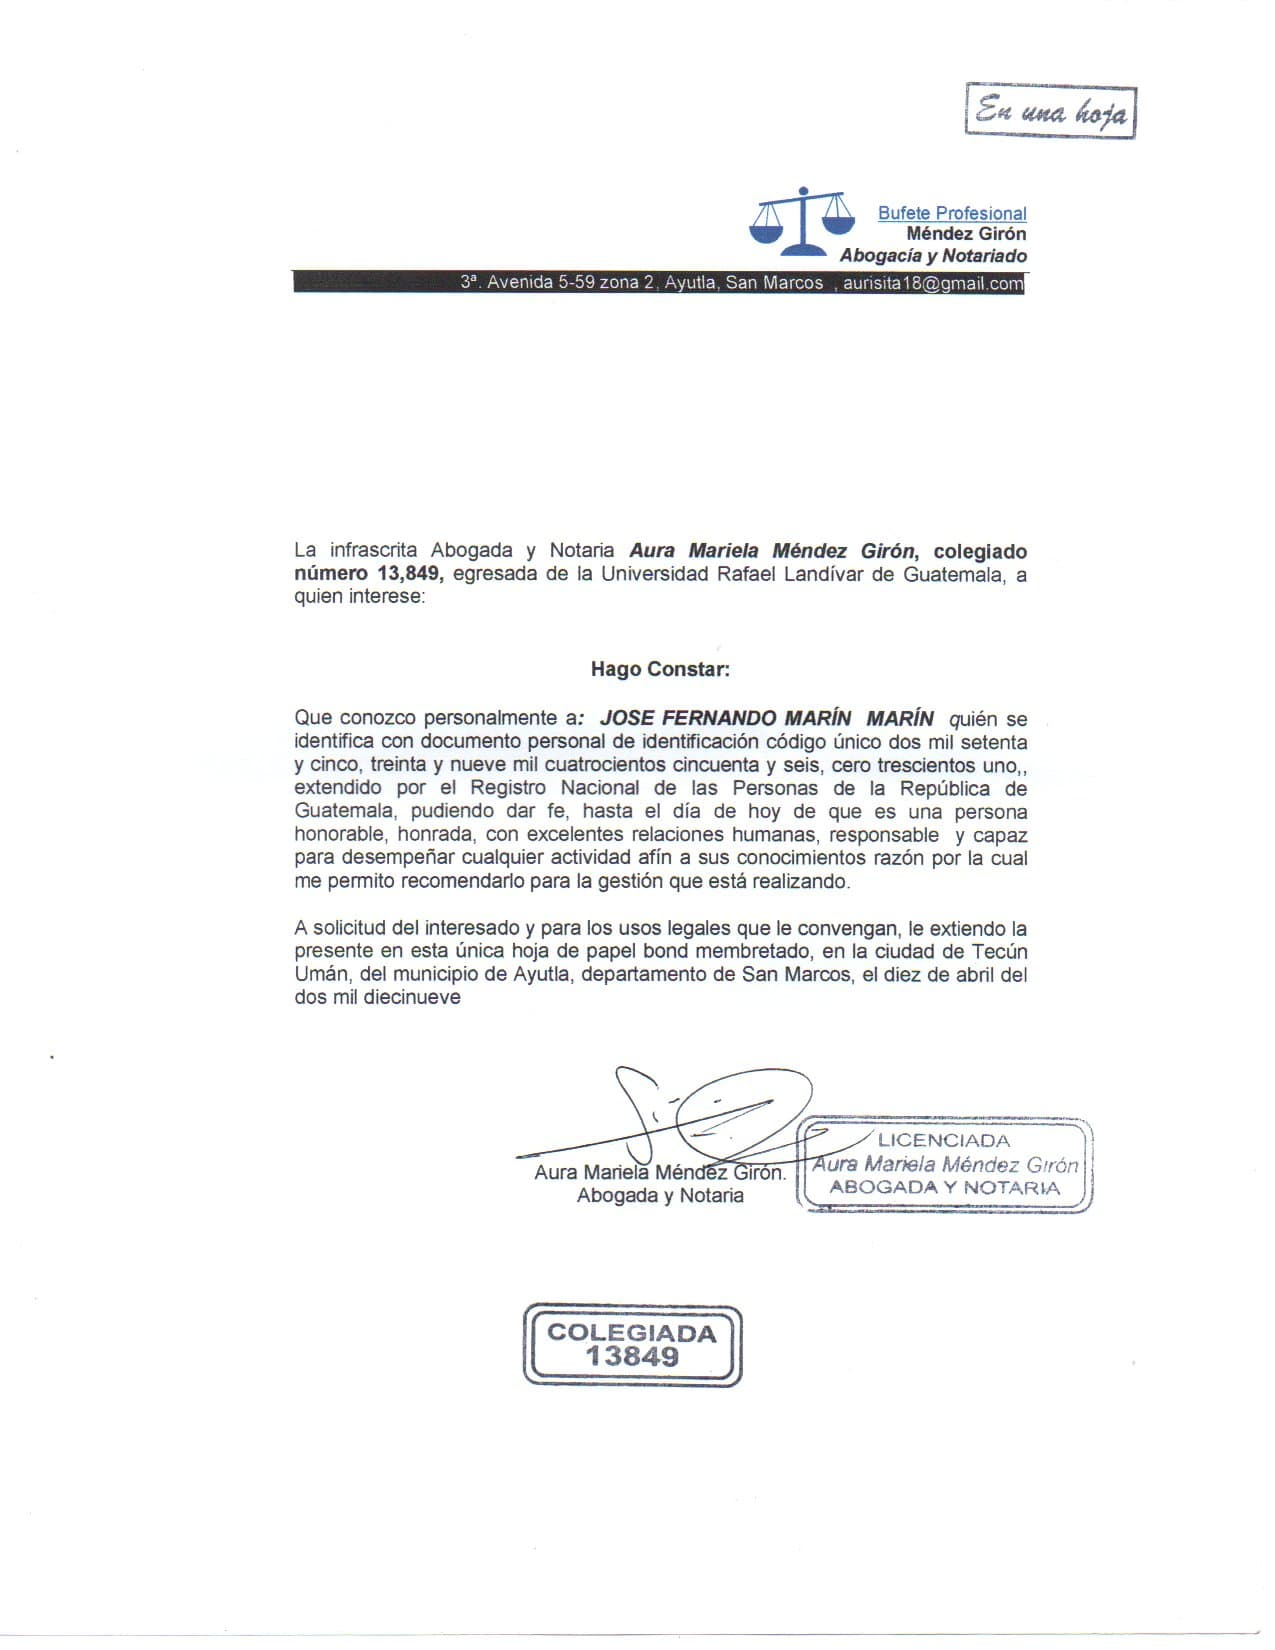 En una hoja
Bufete Profesional
Méndez Girón
Abogacía y Notariado
3ª. Avenida 5-59 zona 2, Ayutla, San Marcos , aurisita18@gmail.com
La infrascrita Abogada y Notaria Aura Mariela Méndez Girón, colegiado
número 13,849, egresada de la Universidad Rafael Landívar de Guatemala, a
quien interese:
Hago Constar:
Que conozco personalmente a: JOSE FERNANDO MARÍN MARÍN quién se
identifica con documento personal de identificación código único dos mil setenta
y cinco, treinta y nueve mil cuatrocientos cincuenta y seis, cero trescientos uno,,
extendido por el Registro Nacional de las Personas de la República de
Guatemala, pudiendo dar fe, hasta el día de hoy de que es una persona
honorable, honrada, con excelentes relaciones humanas, responsable y capaz
para desempeñar cualquier actividad afín a sus conocimientos razón por la cual
me permito recomendarlo para la gestión que está realizando.
A solicitud del interesado y para los usos legales que le convengan, le extiendo la
presente en esta única hoja de papel bond membretado, en la ciudad de Tecún
Umán, del municipio de Ayutla, departamento de San Marcos, el diez de abril del
dos mil diecinueve
Aura Mariela Méndez Girón.
Abogada y Notaria
LICENCIADA
Aura Mariela Méndez Girón
ABOGADA Y NOTARIA
COLEGIADA
13849